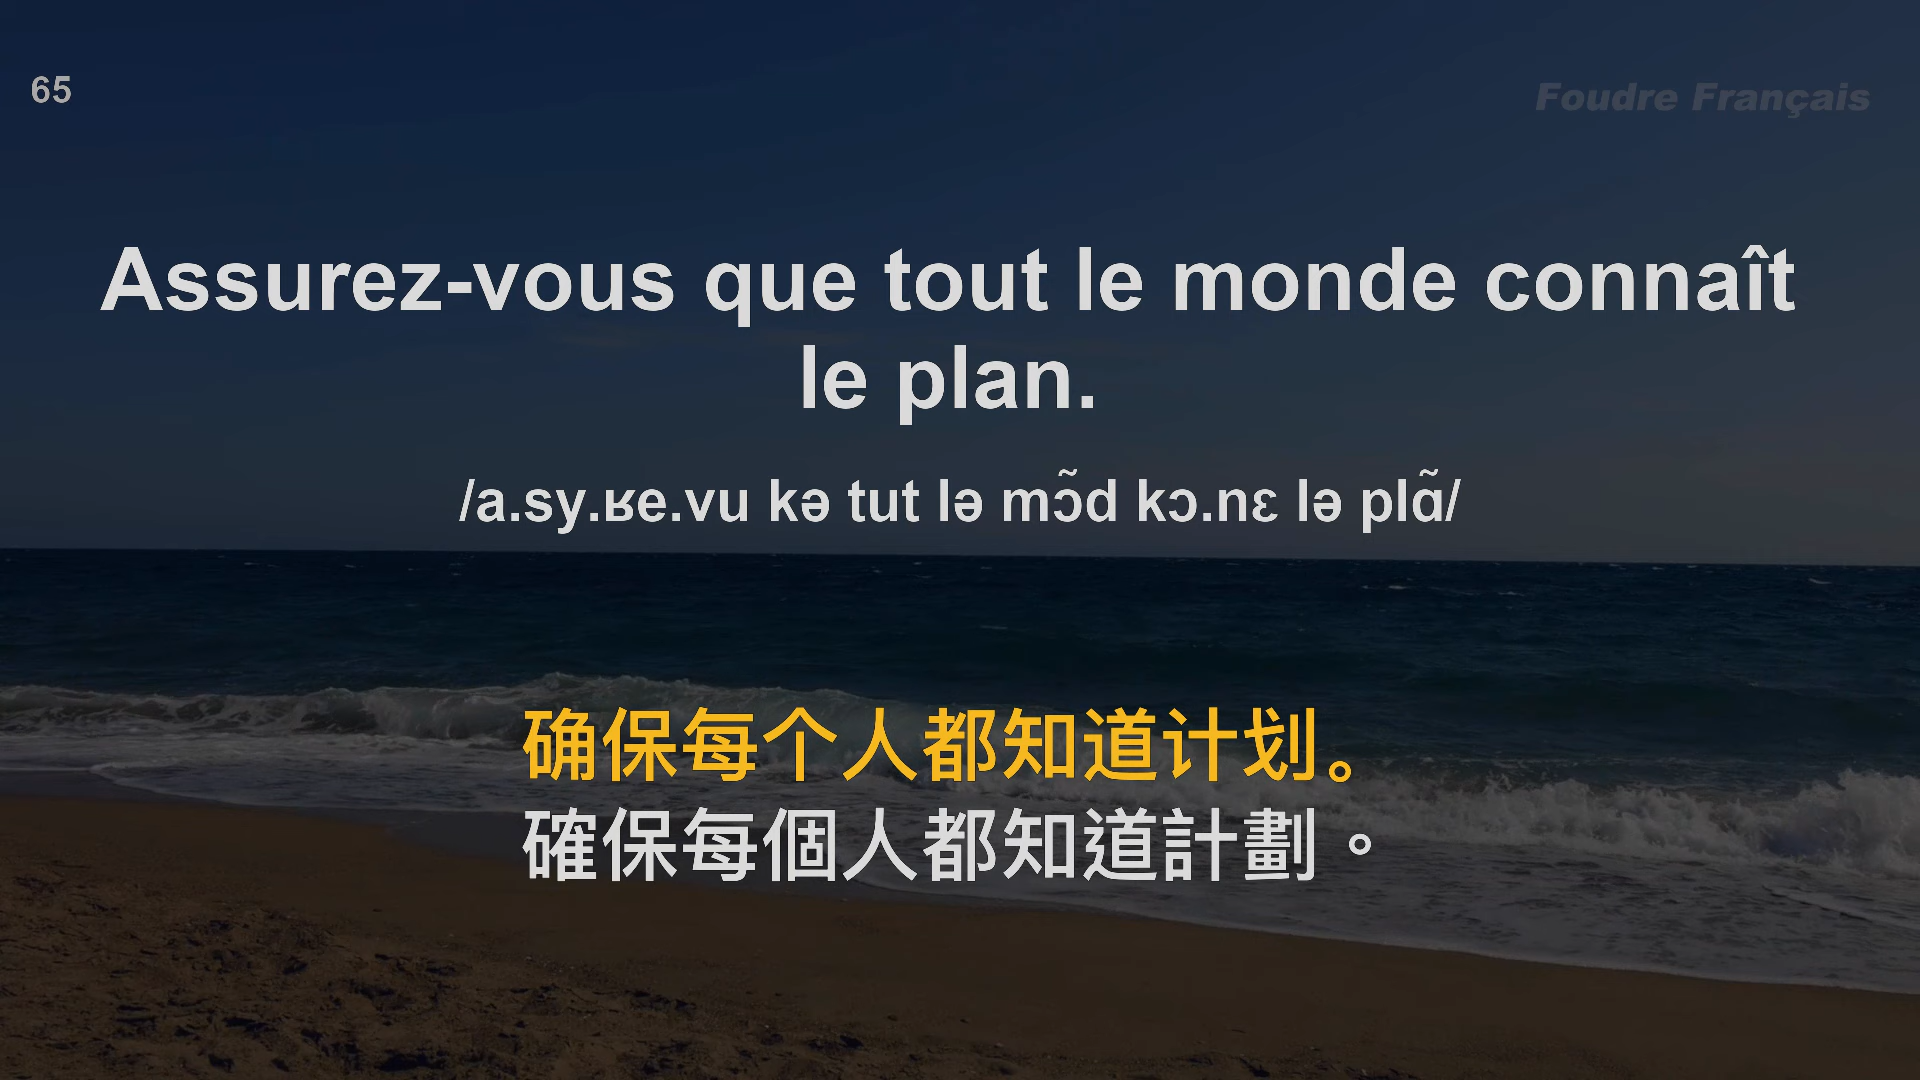 65
Foudre Français
Assurez-vous que tout le monde connaît
le plan.
/a.sy.ʁe.vu kə tut lə mɔ̃d kɔ.nɛ lə plɑ̃/
确保每个人都知道计划。
確保每個人都知道計劃。